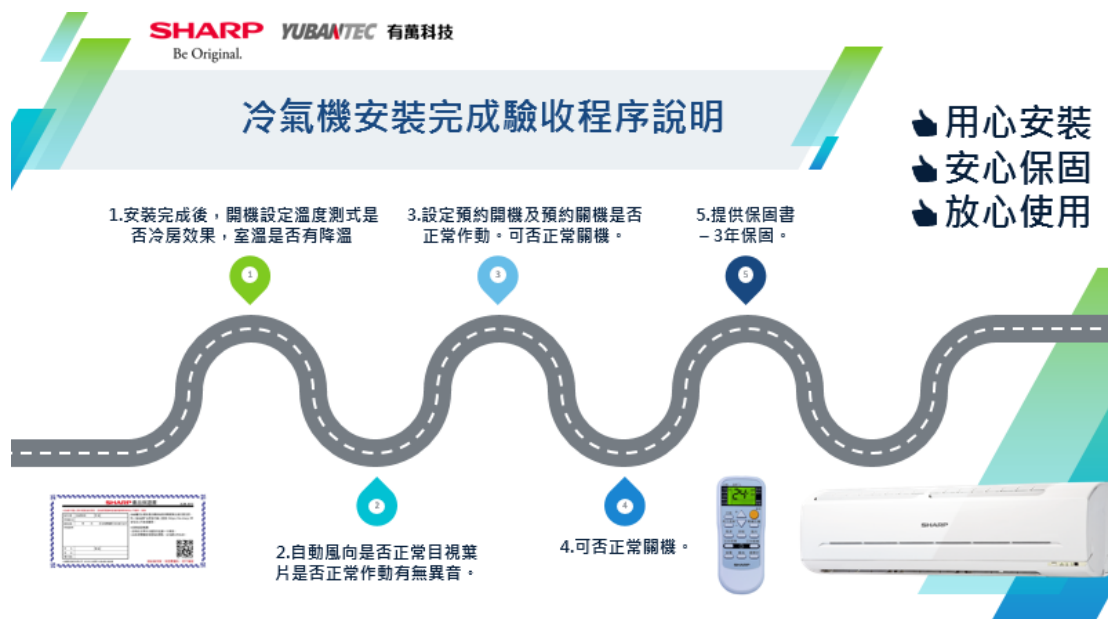 SHARP
Be Original.
YUBANTEC 有萬科技
冷氣機安裝完成驗收程序說明
用心安裝
安心保固
放心使用
1.安裝完成後，開機設定溫度測式是
否冷房效果，室溫是否有降溫
3.設定預約開機及預約關機是否
正常作動。可否正常關機。
5.提供保固書
– 3年保固。
1
3
5
2
4
2.自動風向是否正常目視葉
片是否正常作動有無異音。
4.可否正常關機。
SHARP
24
SHARP
SHARP